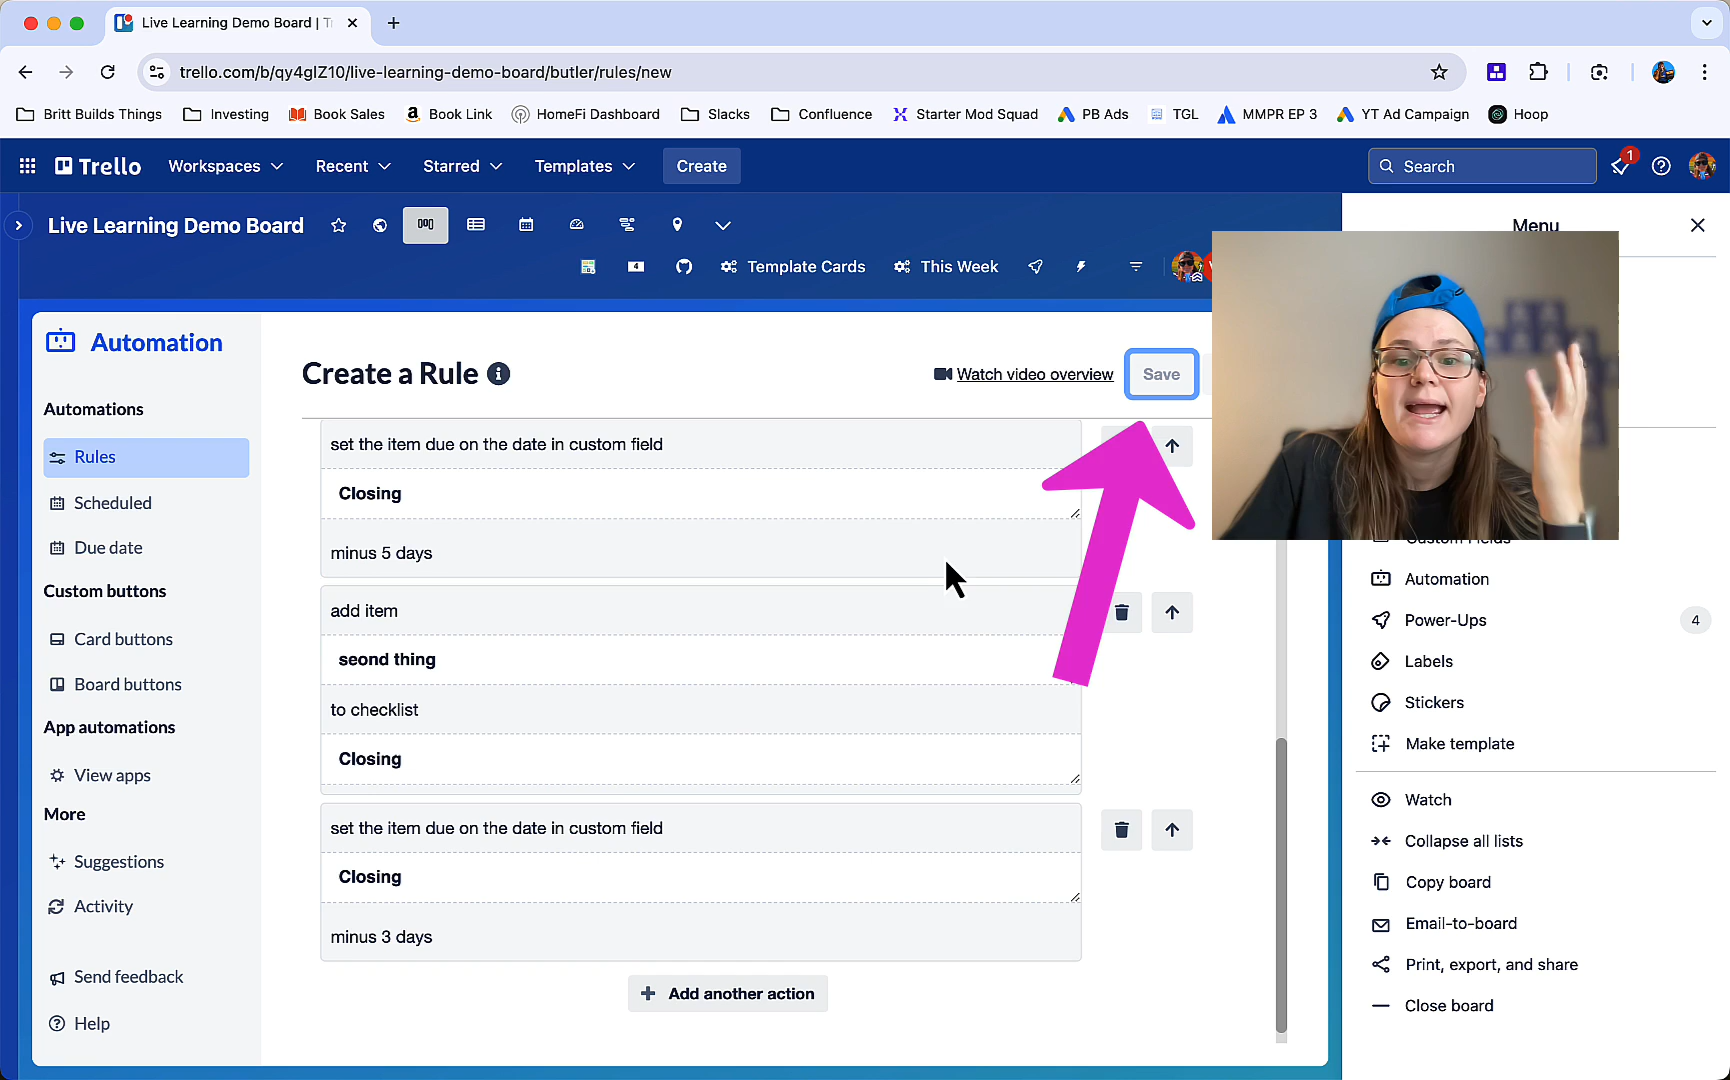 Live Learning Demo Board | T
trello.com/b/qy4gIZ10/live-learning-demo-board/butler/rules/new
Britt Builds Things
Investing
Book Sales
Book Link
HomeFi Dashboard
Slacks
Confluence
Starter Mod Squad
PB Ads
TGL
MMPR EP 3
YT Ad Campaign
Hoop
Trello
Workspaces
Recent
Starred
Templates
Create
Search
1
Live Learning Demo Board
4
Template Cards
This Week
Menu
Automation
Automations
Rules
Scheduled
Due date
Custom buttons
Card buttons
Board buttons
App automations
View apps
More
Suggestions
Activity
Send feedback
Help
Create a Rule
Watch video overview
Save
set the item due on the date in custom field
Closing
minus 5 days
add item
seond thing
to checklist
Closing
set the item due on the date in custom field
Closing
minus 3 days
Add another action
Custom Fields
Automation
Power-Ups
4
Labels
Stickers
Make template
Watch
Collapse all lists
Copy board
Email-to-board
Print, export, and share
Close board